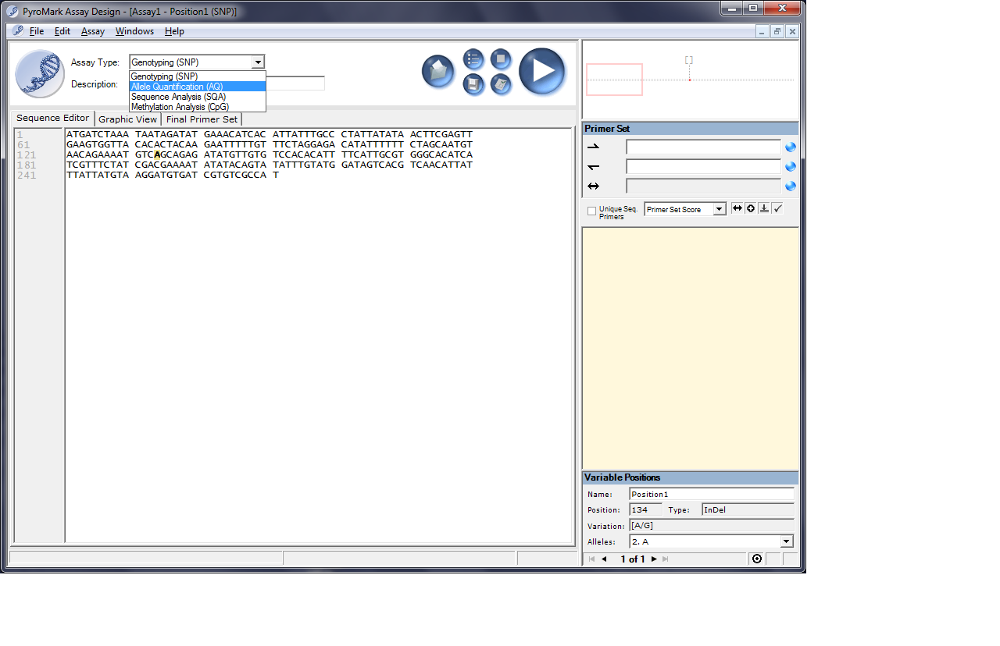 PyroMark Assay Design - [Assay1 - Position1 (SNP)]
File Edit Assay Windows Help
Assay Type: Genotyping (SNP)
Genotyping (SNP)
Description: Allele Quantification (AQ)
Sequence Analysis (SQA)
Methylation Analysis (CpG)
Sequence Editor Graphic View Final Primer Set
1 ATGATCTAAA TAATAGATAT GAAACATCAC ATTATTTGCC CTATTATATA ACTTCGAGTT
61 GAAGTGGTTA CACACTACAA GAATTTTTGT TTCTAGGAGA CATATTTTTT CTAGCAATGT
121 AACAGAAAAT GTCAGCAGAG ATATGTTGTG TCCACACATT TTCATTGCGT GGGCACATCA
181 TCGTTTCTAT CGACGAAAAT ATATACAGTA TATTTGTATG GATAGTCACG TCAACATTAT
241 TTATTATGTA AGGATGTGAT CGTGTCGCCA T
[]
Primer Set
Unique Seq. Primers
Primer Set Score
Variable Positions
Name: Position1
Position: 134 Type: InDel
Variation: [A/G]
Alleles: 2. A
1 of 1